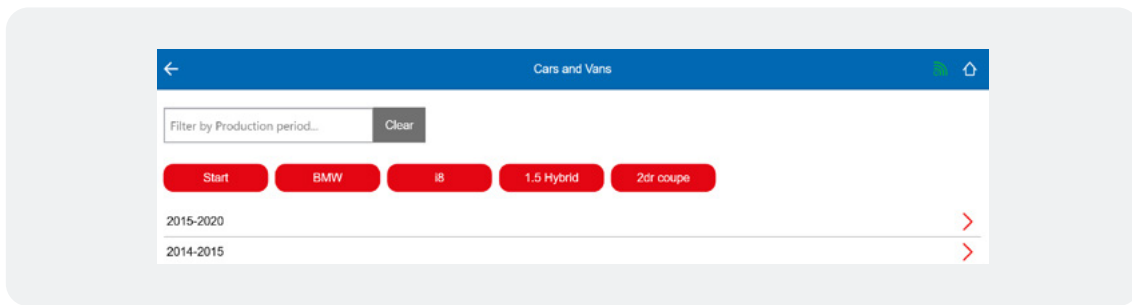 Cars and Vans
Filter by Production period...
Clear
Start
BMW
i8
1.5 Hybrid
2dr coupe
2015-2020
2014-2015